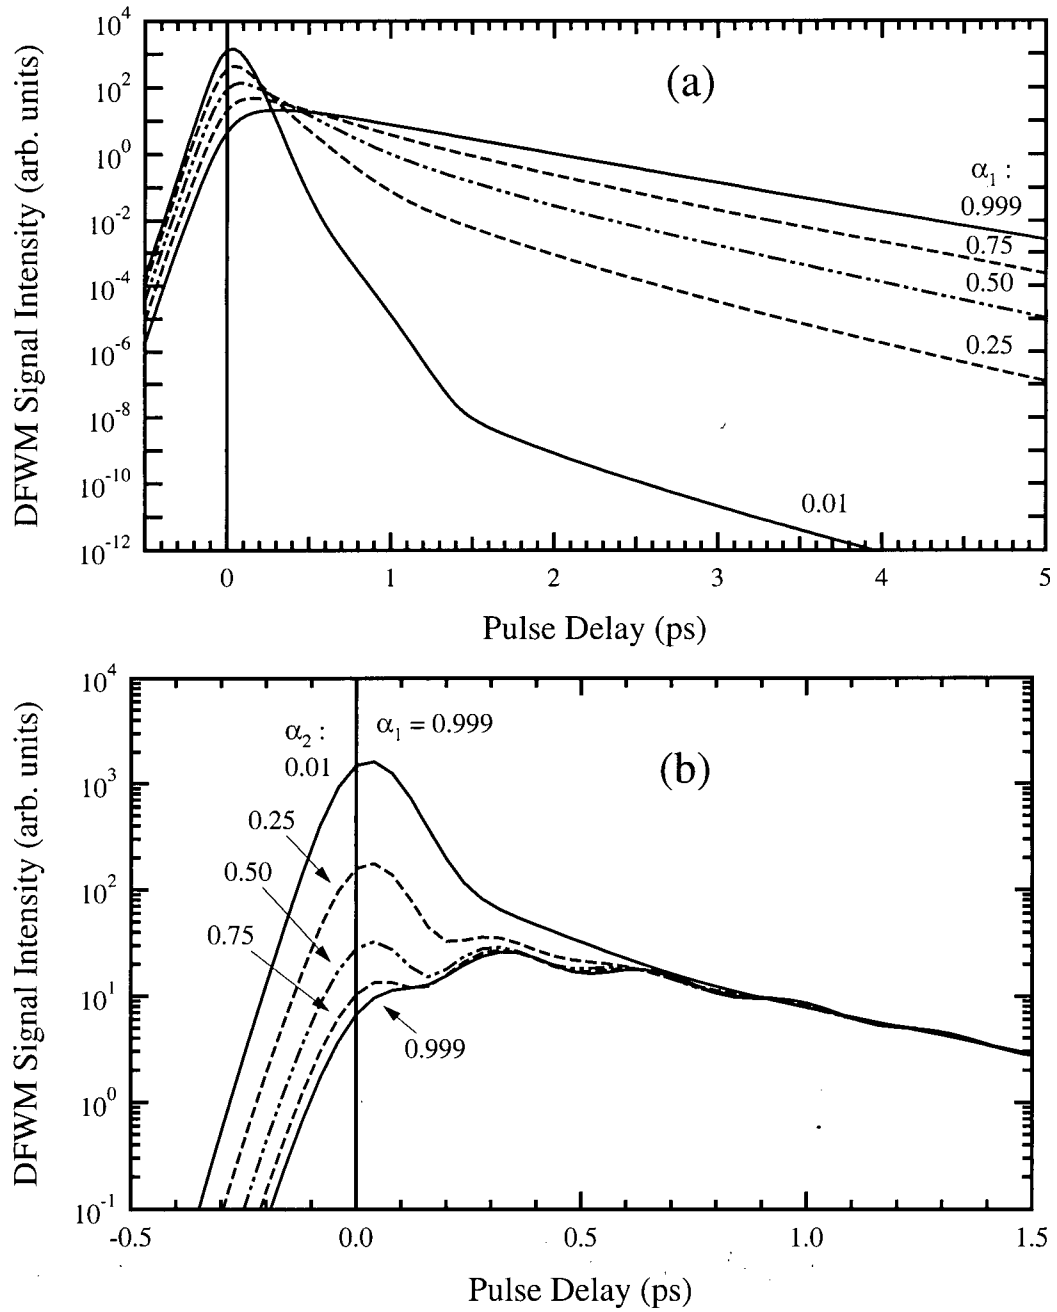 10^4
10^2
10^0
10^-2
10^-4
10^-6
10^-8
10^-10
10^-12
DFWM Signal Intensity (arb. units)
(a)
α_1 :
0.999
0.75
0.50
0.25
0.01
0 1 2 3 4 5
Pulse Delay (ps)
10^4
10^3
10^2
10^1
10^0
10^-1
DFWM Signal Intensity (arb. units)
α_2 :
α_1 = 0.999
(b)
0.01
0.25
0.50
0.75
0.999
-0.5 0.0 0.5 1.0 1.5
Pulse Delay (ps)